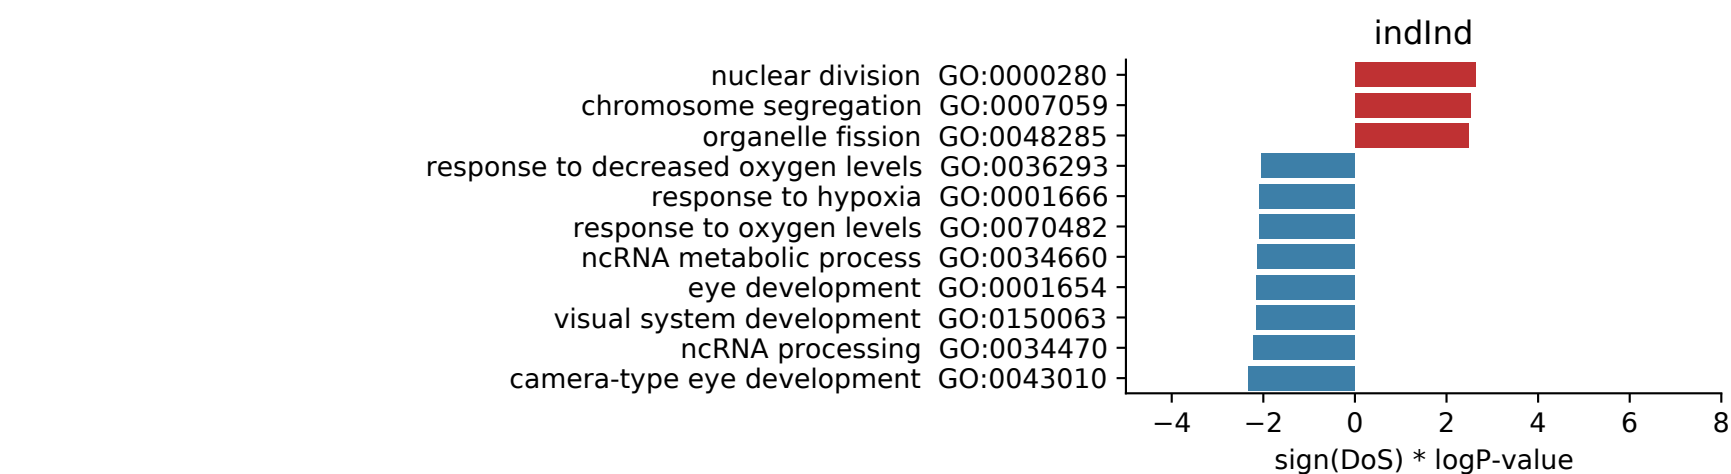 indInd
nuclear division GO:0000280
chromosome segregation GO:0007059
organelle fission GO:0048285
response to decreased oxygen levels GO:0036293
response to hypoxia GO:0001666
response to oxygen levels GO:0070482
ncRNA metabolic process GO:0034660
eye development GO:0001654
visual system development GO:0150063
ncRNA processing GO:0034470
camera-type eye development GO:0043010
−4 −2 0 2 4 6 8
sign(DoS) * logP-value